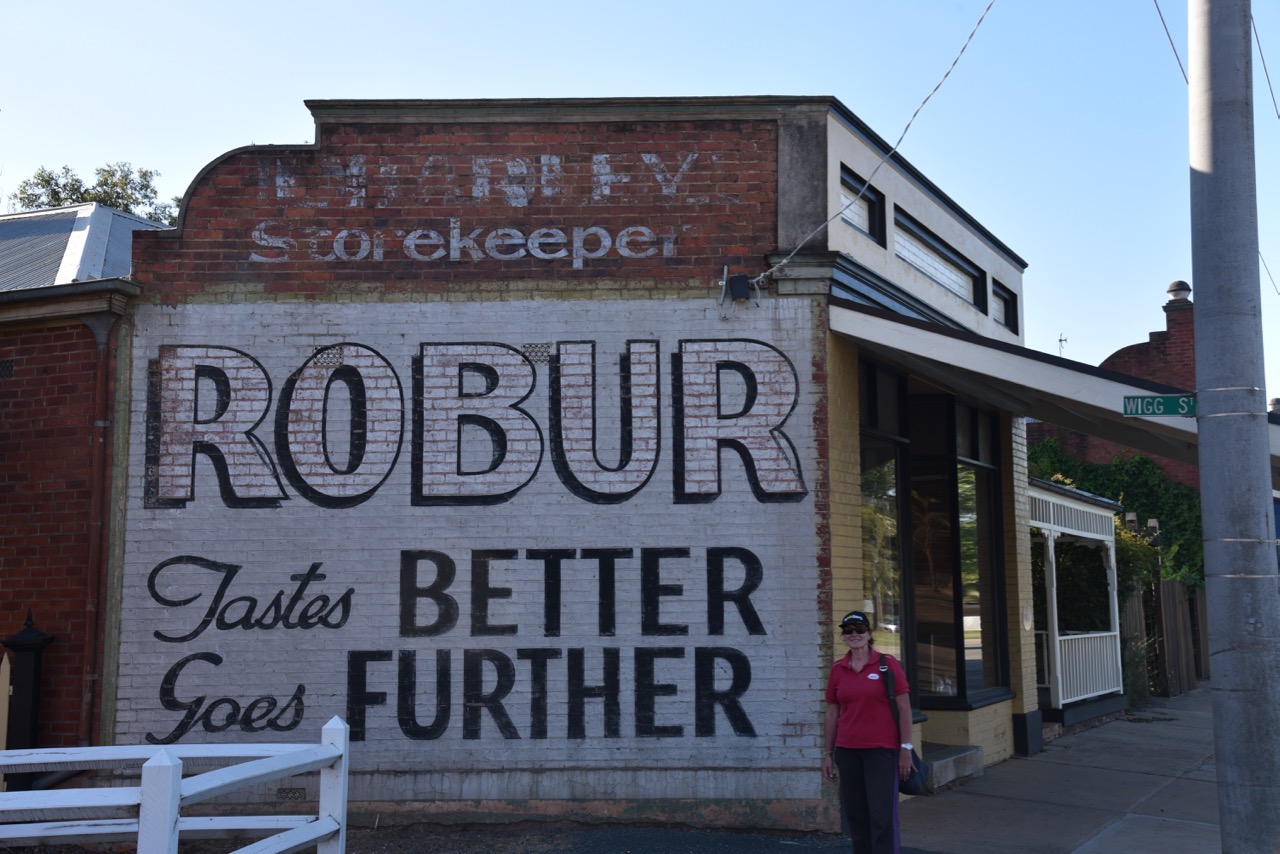 Storekeeper
ROBUR
Tastes BETTER
Goes FURTHER
WIGG ST